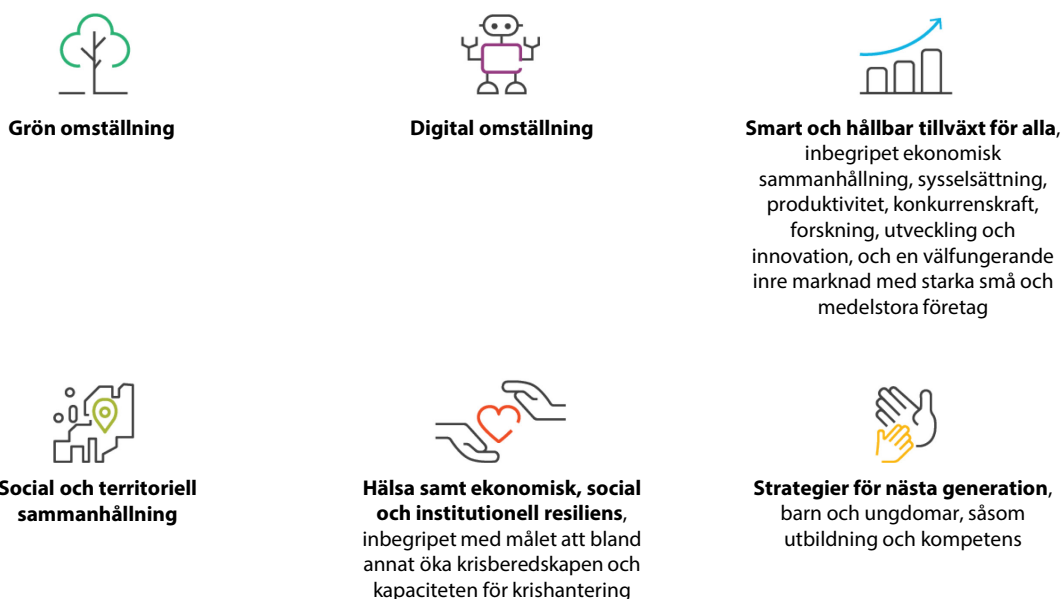 Grön omställning
Digital omställning
Smart och hållbar tillväxt för alla,
inbegripet ekonomisk
sammanhållning, sysselsättning,
produktivitet, konkurrenskraft,
forskning, utveckling och
innovation, och en välfungerande
inre marknad med starka små och
medelstora företag
Social och territoriell
sammanhållning
Hälsa samt ekonomisk, social
och institutionell resiliens,
inbegripet med målet att bland
annat öka krisberedskapen och
kapaciteten för krishantering
Strategier för nästa generation,
barn och ungdomar, såsom
utbildning och kompetens